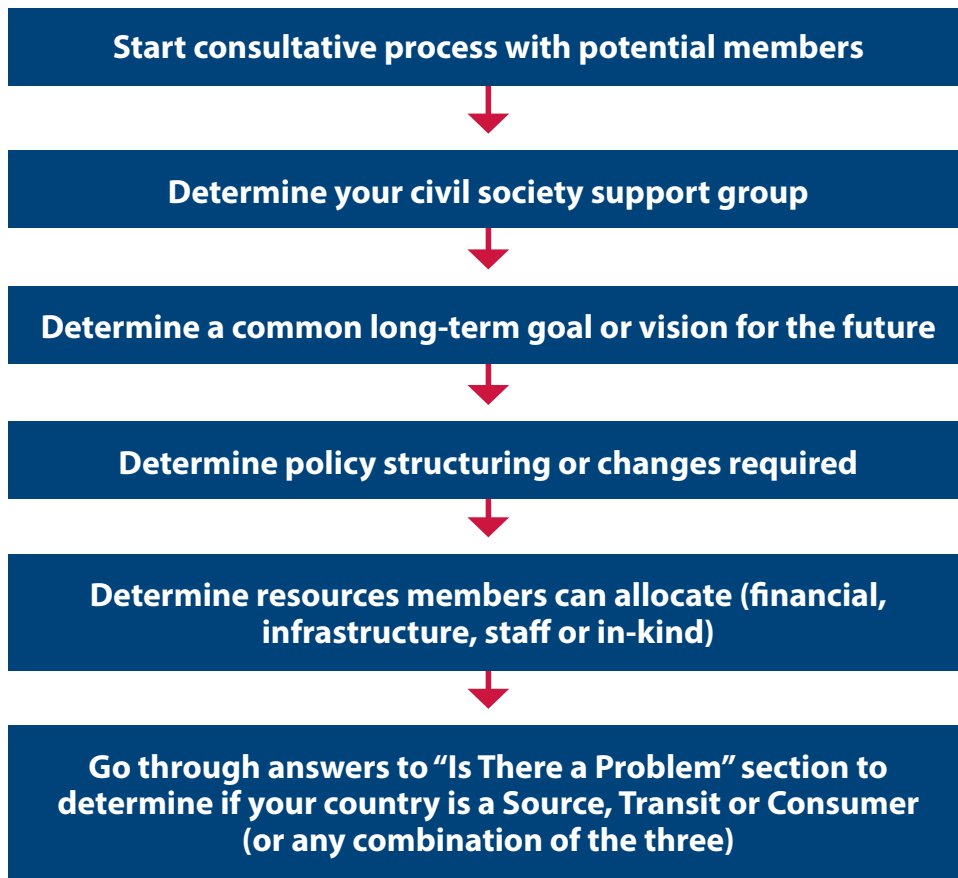 Start consultative process with potential members
Determine your civil society support group
Determine a common long-term goal or vision for the future
Determine policy structuring or changes required
Determine resources members can allocate (financial,
infrastructure, staff or in-kind)
Go through answers to “Is There a Problem” section to
determine if your country is a Source, Transit or Consumer
(or any combination of the three)